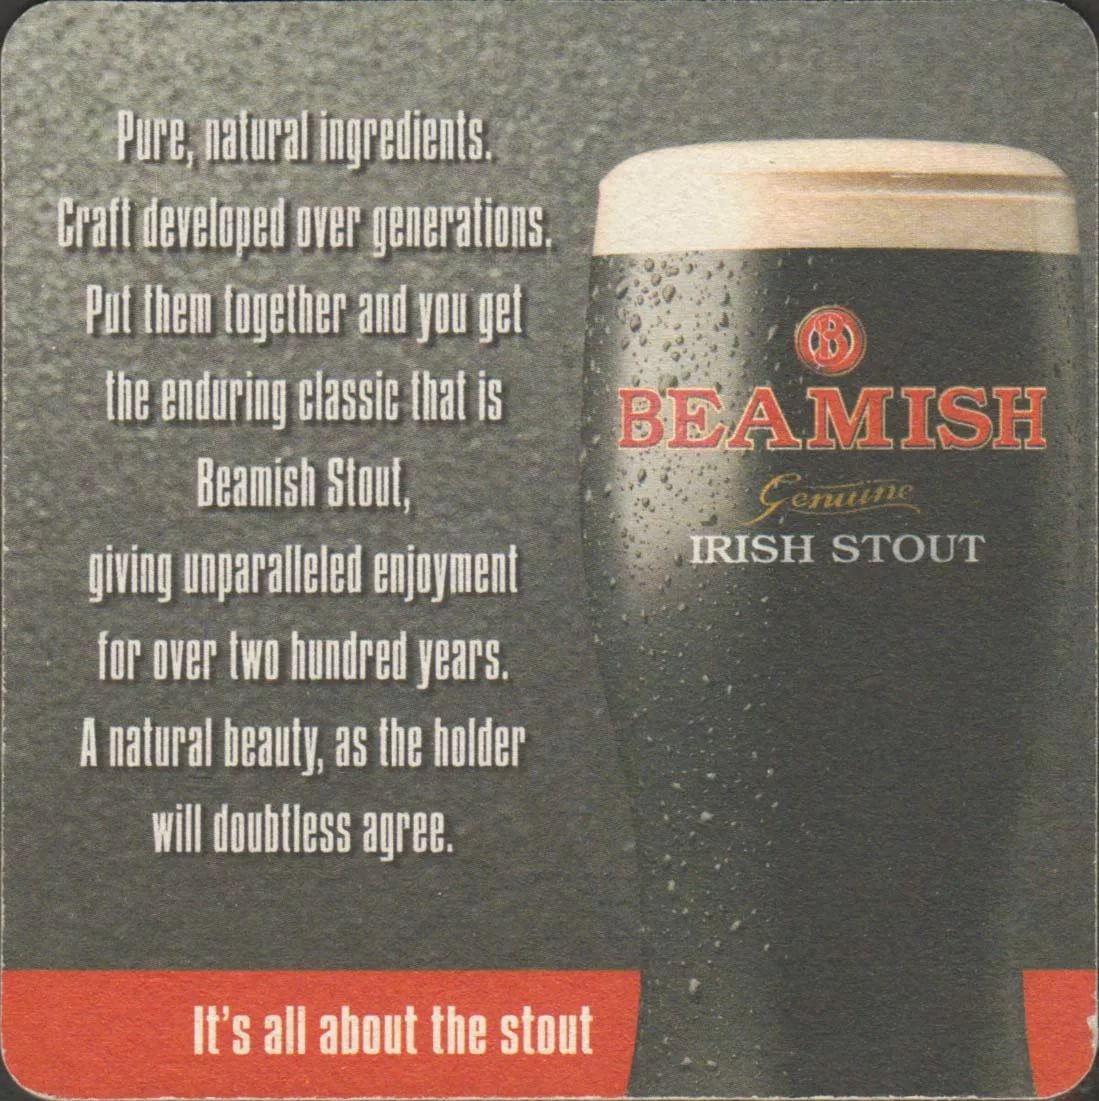 Pure, natural ingredients.
Craft developed over generations.
Put them together and you get
the enduring classic that is
Beamish Stout,
giving unparalleled enjoyment
for over two hundred years.
A natural beauty, as the holder
will doubtless agree.
B
BEAMISH
Genuine
IRISH STOUT
It's all about the stout